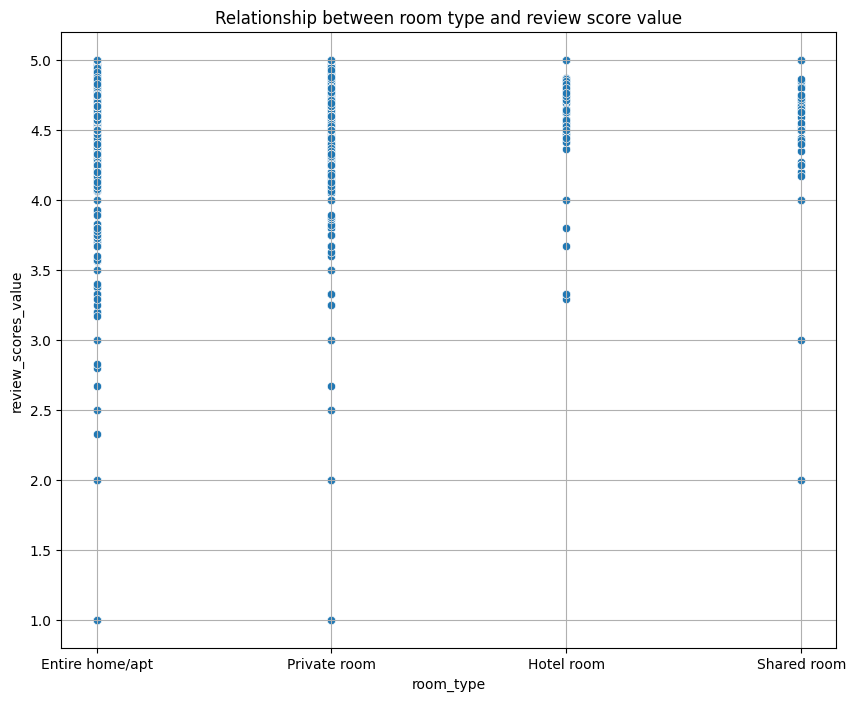 Relationship between room type and review score value
review_scores_value
5.0
4.5
4.0
3.5
3.0
2.5
2.0
1.5
1.0
Entire home/apt Private room Hotel room Shared room
room_type